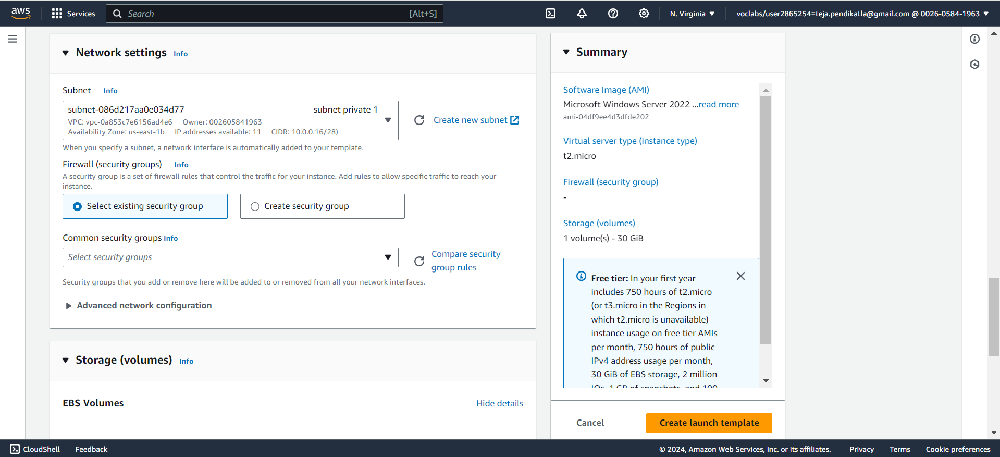 aws
Services
Search
[Alt+S]
N. Virginia
voclabs/user2865254=teja.pendikatla@gmail.com @ 0026-0584-1963
Network settings Info
Subnet Info
subnet-086d217aa0e034d77 subnet private 1
VPC: vpc-0a853c7e6156ad4e6 Owner: 002605841963
Availability Zone: us-east-1b IP addresses available: 11 CIDR: 10.0.0.16/28)
Create new subnet
When you specify a subnet, a network interface is automatically added to your template.
Firewall (security groups) Info
A security group is a set of firewall rules that control the traffic for your instance. Add rules to allow specific traffic to reach your
instance.
Select existing security group
Create security group
Common security groups Info
Select security groups
Compare security
group rules
Security groups that you add or remove here will be added to or removed from all your network interfaces.
Advanced network configuration
Storage (volumes) Info
EBS Volumes
Hide details
Summary
Software Image (AMI)
Microsoft Windows Server 2022 ...read more
ami-04df9ee4d3dfde202
Virtual server type (instance type)
t2.micro
Firewall (security group)
-
Storage (volumes)
1 volume(s) - 30 GiB
Free tier: In your first year
includes 750 hours of t2.micro
(or t3.micro in the Regions in
which t2.micro is unavailable)
instance usage on free tier AMIs
per month, 750 hours of public
IPv4 address usage per month,
30 GiB of EBS storage, 2 million
IOs, 1 GB of snapshots, and 100
Cancel
Create launch template
CloudShell
Feedback
© 2024, Amazon Web Services, Inc. or its affiliates.
Privacy
Terms
Cookie preferences